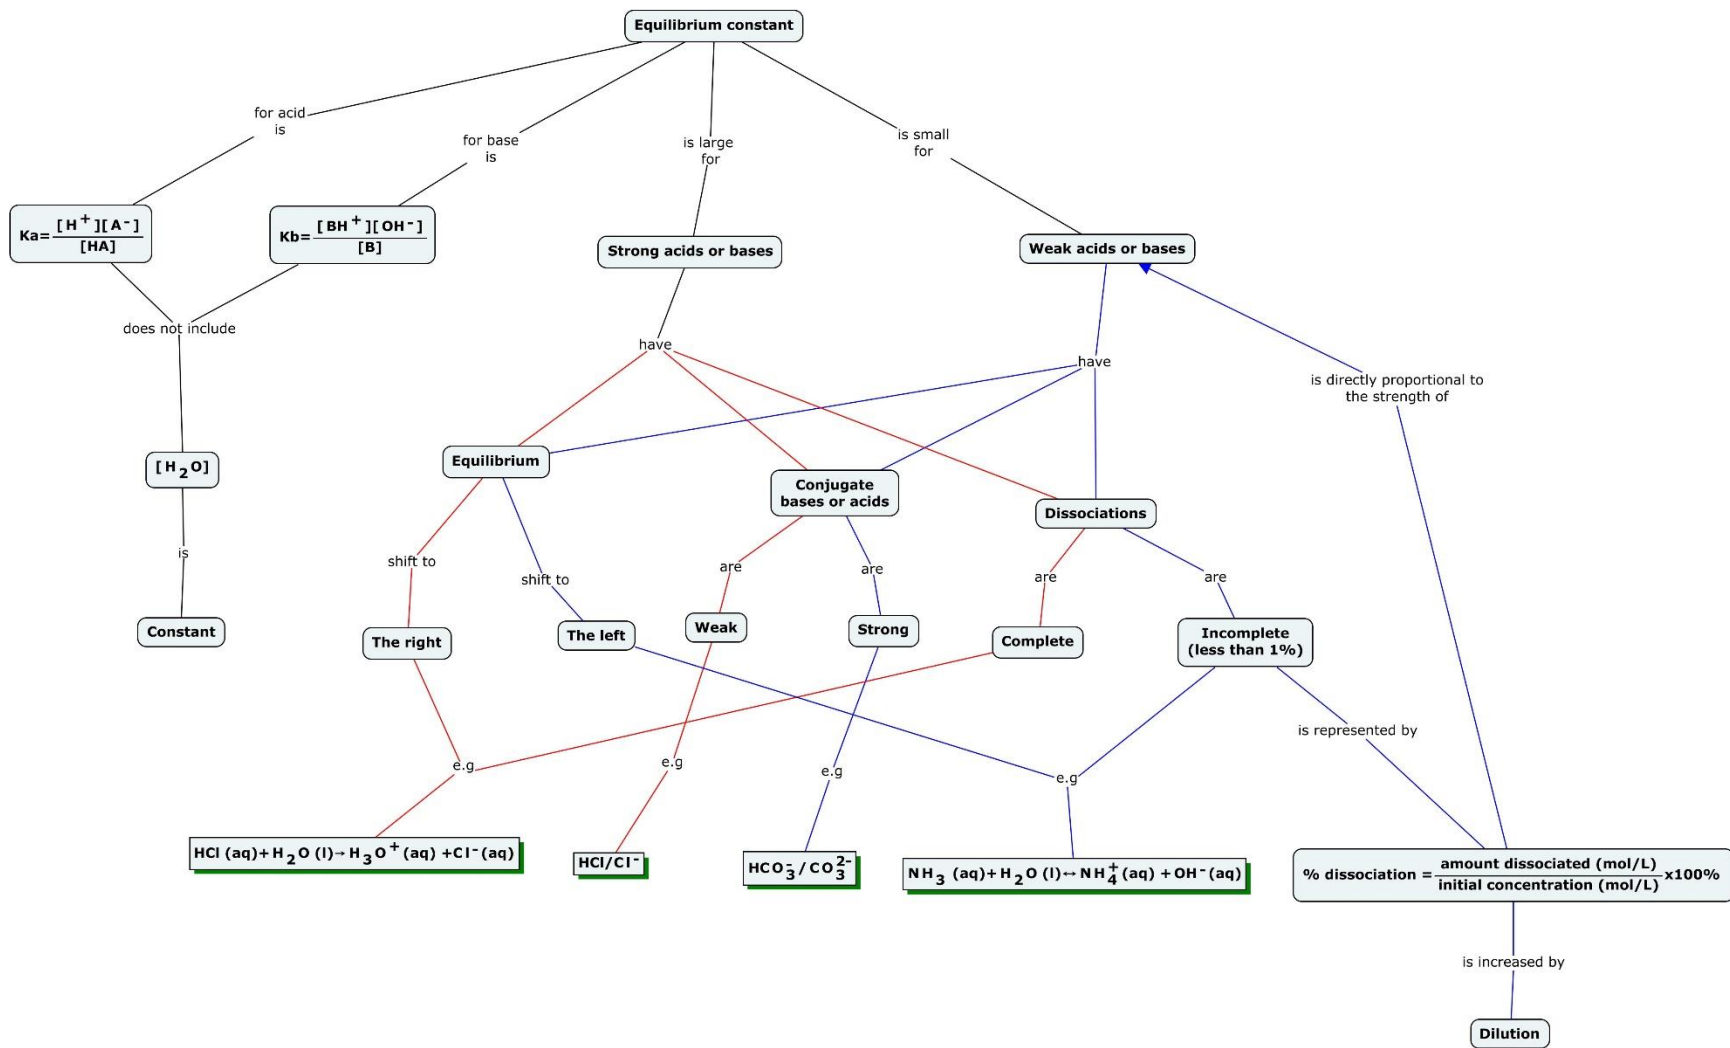 Equilibrium constant
for acid
is
for base
is
is large
for
is small
for
Ka=[H⁺][A⁻]/[HA]
Kb=[BH⁺][OH⁻]/[B]
Strong acids or bases
Weak acids or bases
does not include
have
have
is directly proportional to
the strength of
[H₂O]
Equilibrium
Conjugate
bases or acids
Dissociations
is
shift to
shift to
are
are
are
are
Constant
The right
The left
Weak
Strong
Complete
Incomplete
(less than 1%)
is represented by
e.g
e.g
e.g
e.g
HCl (aq)+H₂O (l)→H₃O⁺(aq) +Cl⁻(aq)
HCl/Cl⁻
HCO₃⁻/CO₃²⁻
NH₃ (aq)+H₂O (l)↔NH₄⁺(aq) +OH⁻(aq)
% dissociation =amount dissociated (mol/L)/initial concentration (mol/L)x100%
is increased by
Dilution